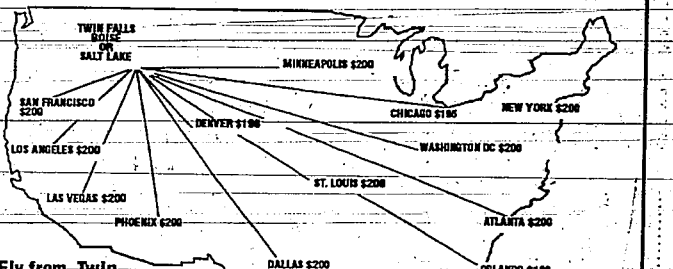 TWIN FALLS
BOISE
OR
SALT LAKE
MINNEAPOLIS $200
SAN FRANCISCO
$200
CHICAGO $195
NEW YORK $200
DENVER $196
LOS ANGELES $200
WASHINGTON DC $200
ST. LOUIS $200
LAS VEGAS $200
PHOENIX $200
ATLANTA $200
DALLAS $200
ORLANDO
Fly from Twin